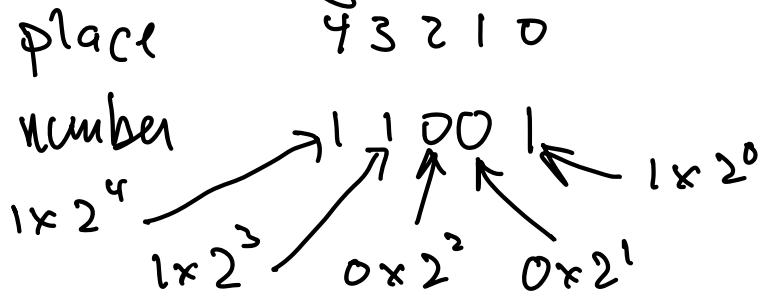 place 4 3 2 1 0
number 1 1 0 0 1
1 x 2⁰
1 x 2⁴
1 x 2³ 0 x 2² 0 x 2¹